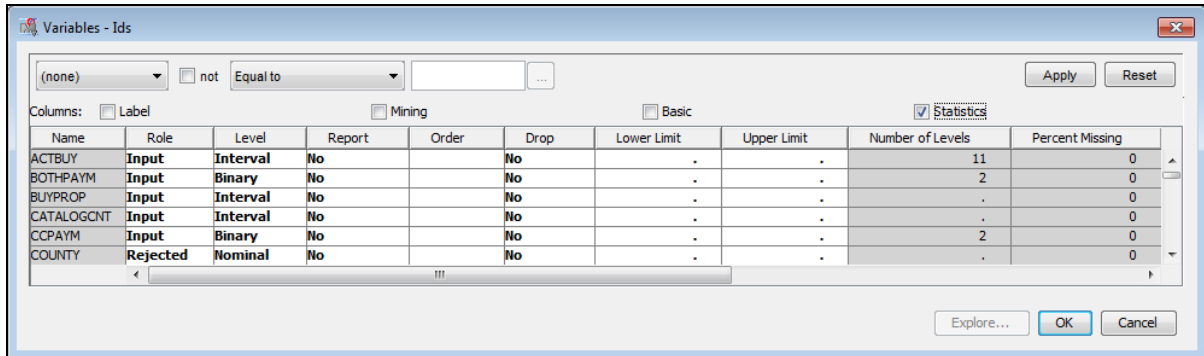 Variables - Ids
(none) not Equal to ... Apply Reset
Columns: Label Mining Basic Statistics
Name Role Level Report Order Drop Lower Limit Upper Limit Number of Levels Percent Missing
ACTBUY Input Interval No No . . 11 0
BOTHPAYM Input Binary No No . . 2 0
BUYPROP Input Interval No No . . . 0
CATALOGCNT Input Interval No No . . . 0
CCPAYM Input Binary No No . . 2 0
COUNTY Rejected Nominal No No . . . 0
Explore... OK Cancel